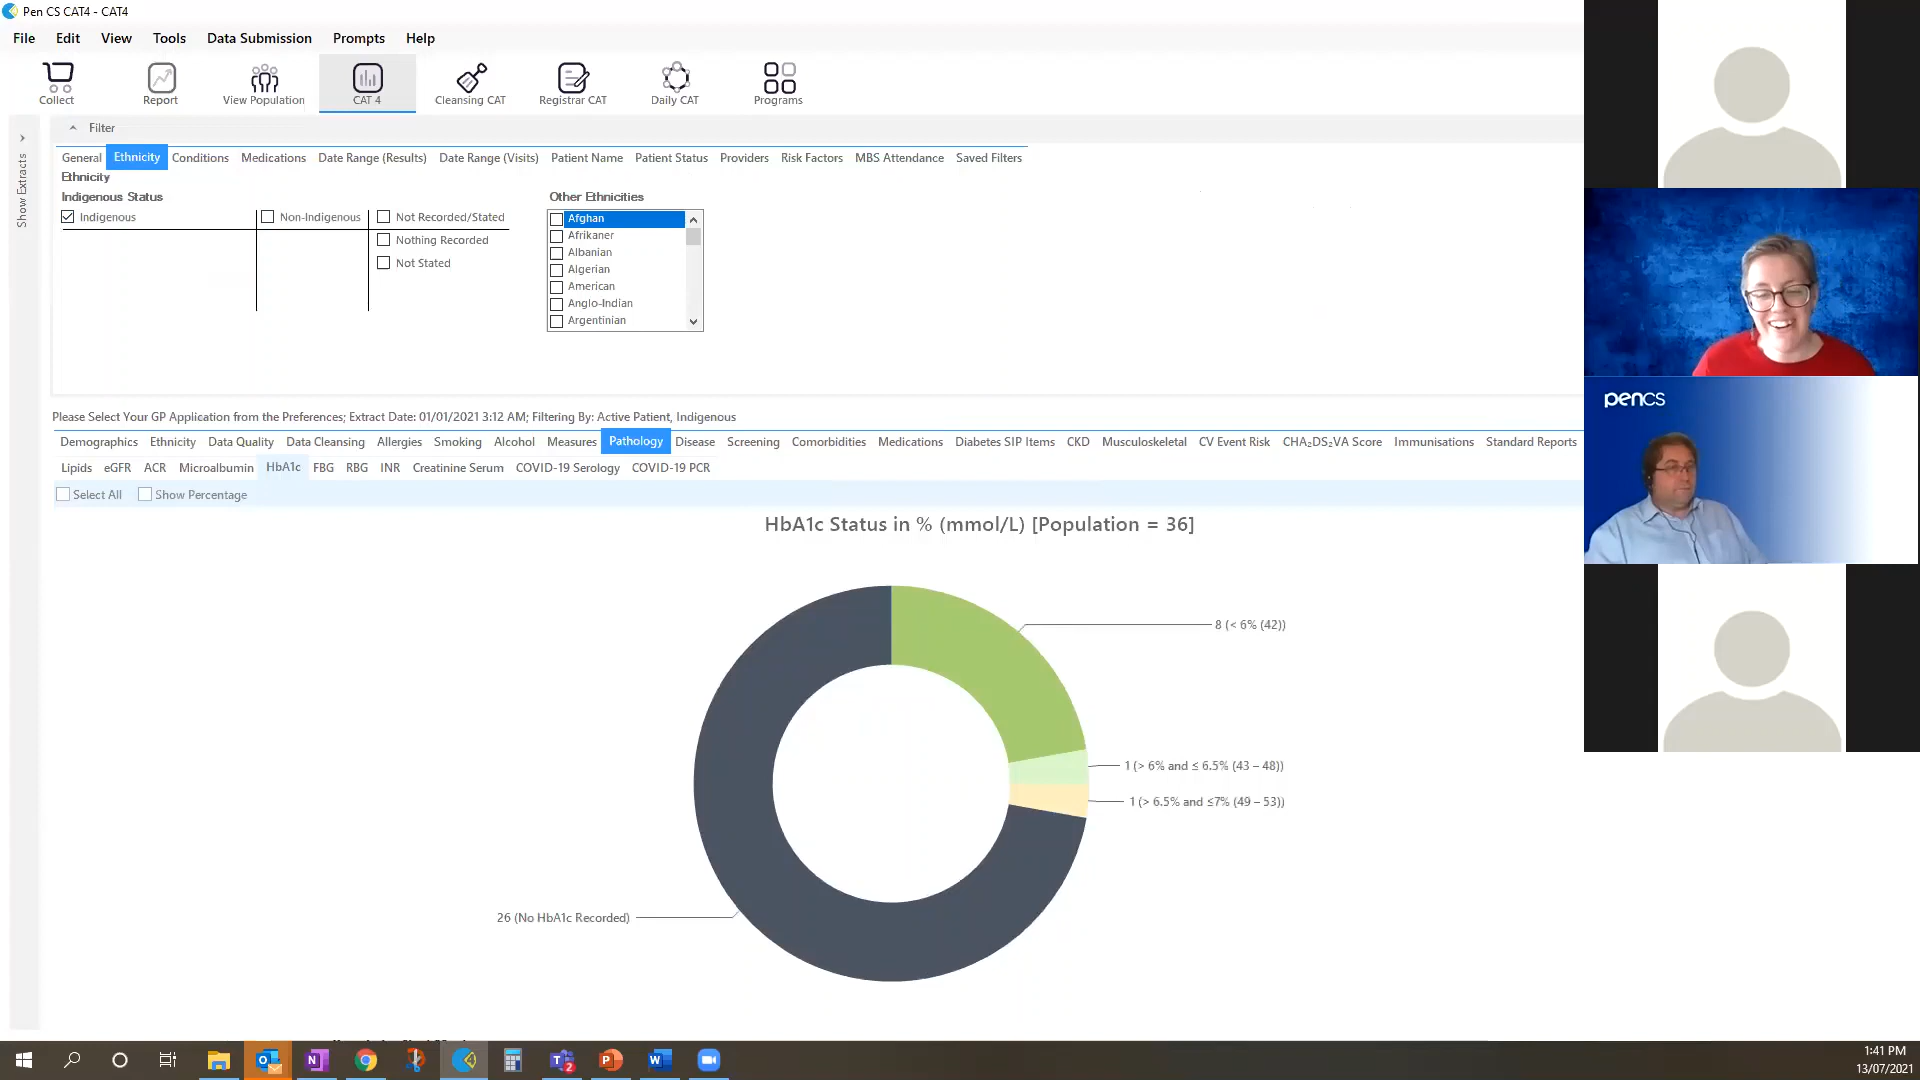 Pen CS CAT4 - CAT4
File Edit View Tools Data Submission Prompts Help
Collect Report View Population CAT 4 Cleansing CAT Registrar CAT Daily CAT Programs
Filter
Show Extracts
General Ethnicity Conditions Medications Date Range (Results) Date Range (Visits) Patient Name Patient Status Providers Risk Factors MBS Attendance Saved Filters
Ethnicity
Indigenous Status Other Ethnicities
Indigenous Non-Indigenous Not Recorded/Stated Afghan
Afrikaner
Nothing Recorded
Albanian
Not Stated
Algerian
American
Anglo-Indian
Argentinian
Please Select Your GP Application from the Preferences; Extract Date: 01/01/2021 3:12 AM; Filtering By: Active Patient, Indigenous
Demographics Ethnicity Data Quality Data Cleansing Allergies Smoking Alcohol Measures Pathology Disease Screening Comorbidities Medications Diabetes SIP Items CKD Musculoskeletal CV Event Risk CHA₂DS₂VA Score Immunisations Standard Reports
Lipids eGFR ACR Microalbumin HbA1c FBG RBG INR Creatinine Serum COVID-19 Serology COVID-19 PCR
Select All Show Percentage
HbA1c Status in % (mmol/L) [Population = 36]
8 (< 6% (42))
1 (> 6% and ≤ 6.5% (43 – 48))
1 (> 6.5% and ≤7% (49 – 53))
26 (No HbA1c Recorded)
pencs
2
1:41 PM
13/07/2021